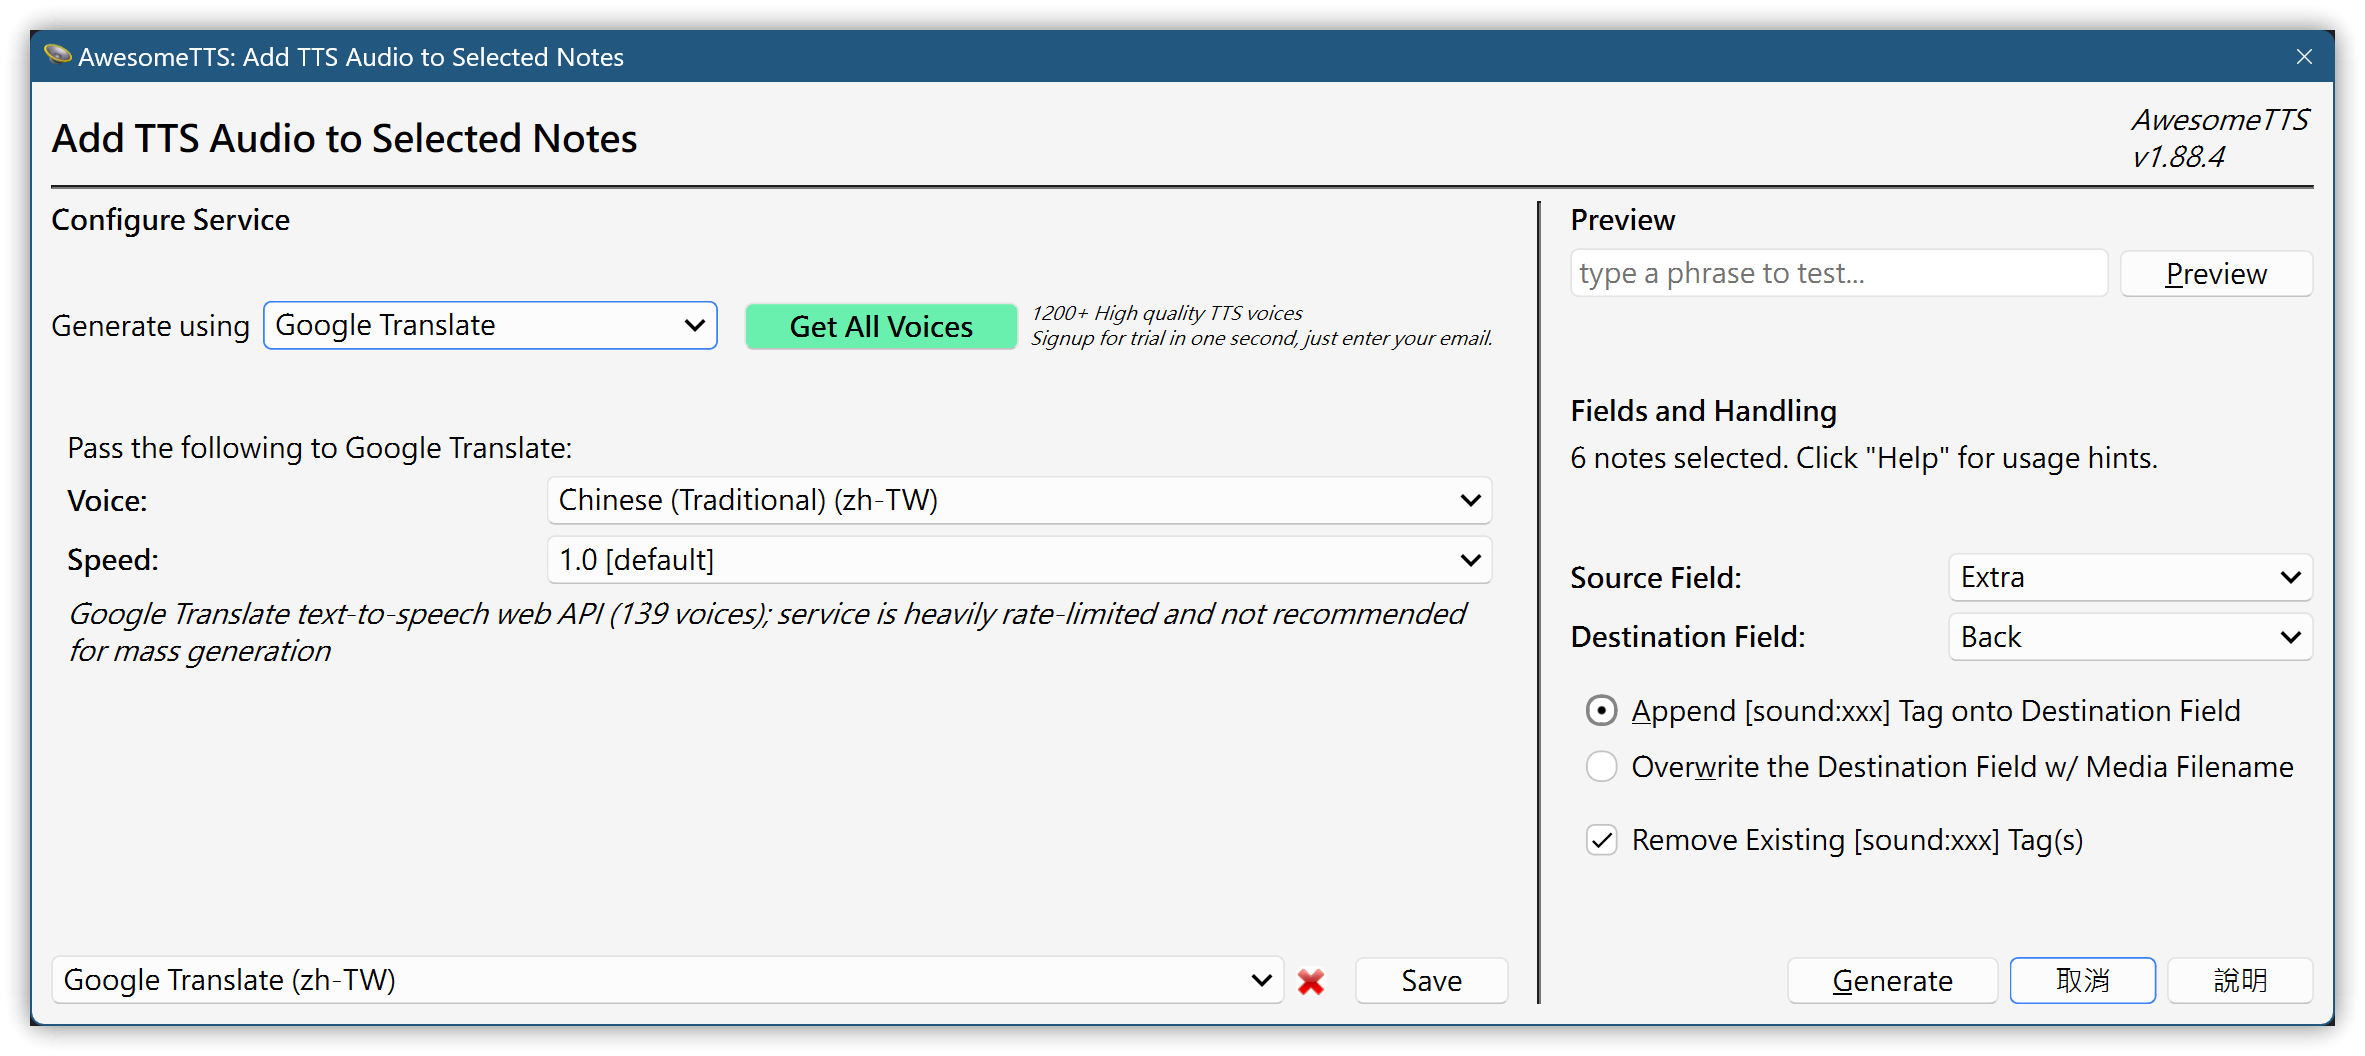 AwesomeTTS: Add TTS Audio to Selected Notes
Add TTS Audio to Selected Notes
AwesomeTTS
v1.88.4
Configure Service
Generate using
Google Translate
Get All Voices
1200+ High quality TTS voices
Signup for trial in one second, just enter your email.
Pass the following to Google Translate:
Voice:
Chinese (Traditional) (zh-TW)
Speed:
1.0 [default]
Google Translate text-to-speech web API (139 voices); service is heavily rate-limited and not recommended
for mass generation
Google Translate (zh-TW)
Save
Preview
type a phrase to test...
Preview
Fields and Handling
6 notes selected. Click "Help" for usage hints.
Source Field:
Extra
Destination Field:
Back
Append [sound:xxx] Tag onto Destination Field
Overwrite the Destination Field w/ Media Filename
Remove Existing [sound:xxx] Tag(s)
Generate
取消
說明